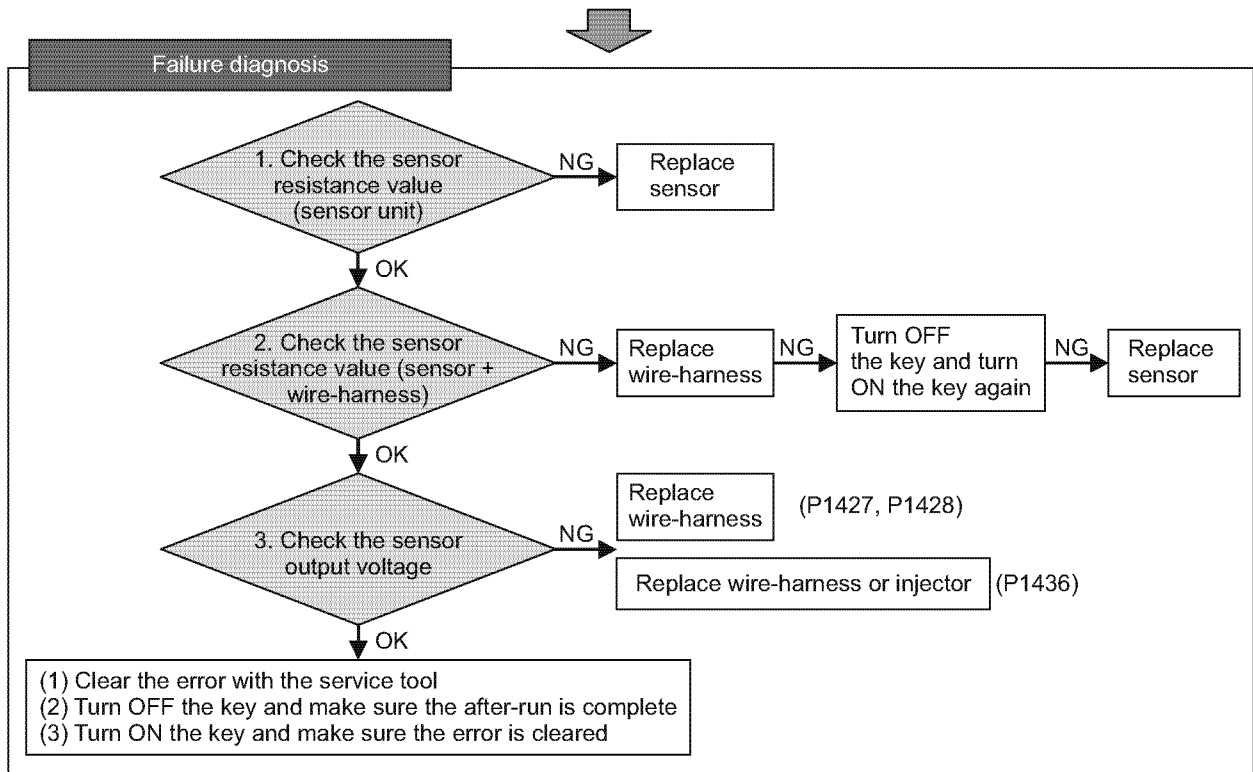 Failure diagnosis
1. Check the sensor
resistance value
(sensor unit)
NG
Replace
sensor
OK
2. Check the sensor
resistance value (sensor +
wire-harness)
NG
Replace
wire-harness
NG
Turn OFF
the key and turn
ON the key again
NG
Replace
sensor
OK
3. Check the sensor
output voltage
NG
Replace
wire-harness
(P1427, P1428)
Replace wire-harness or injector
(P1436)
OK
(1) Clear the error with the service tool
(2) Turn OFF the key and make sure the after-run is complete
(3) Turn ON the key and make sure the error is cleared